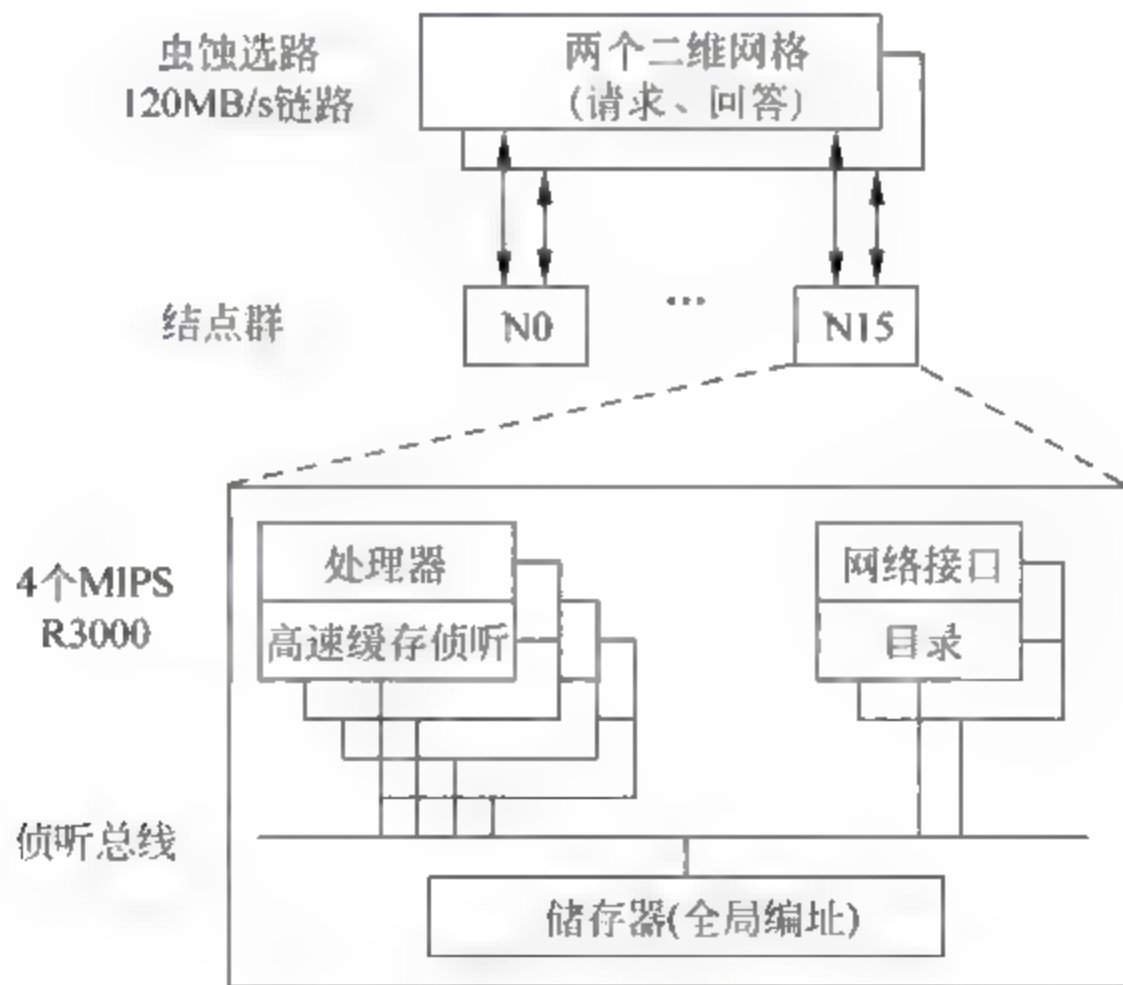 虫蚀选路
120MB/s链路
两个二维网格
(请求、回答)
结点群
N0
...
N15
4个MIPS
R3000
处理器
高速缓存侦听
网络接口
目录
侦听总线
储存器(全局编址)